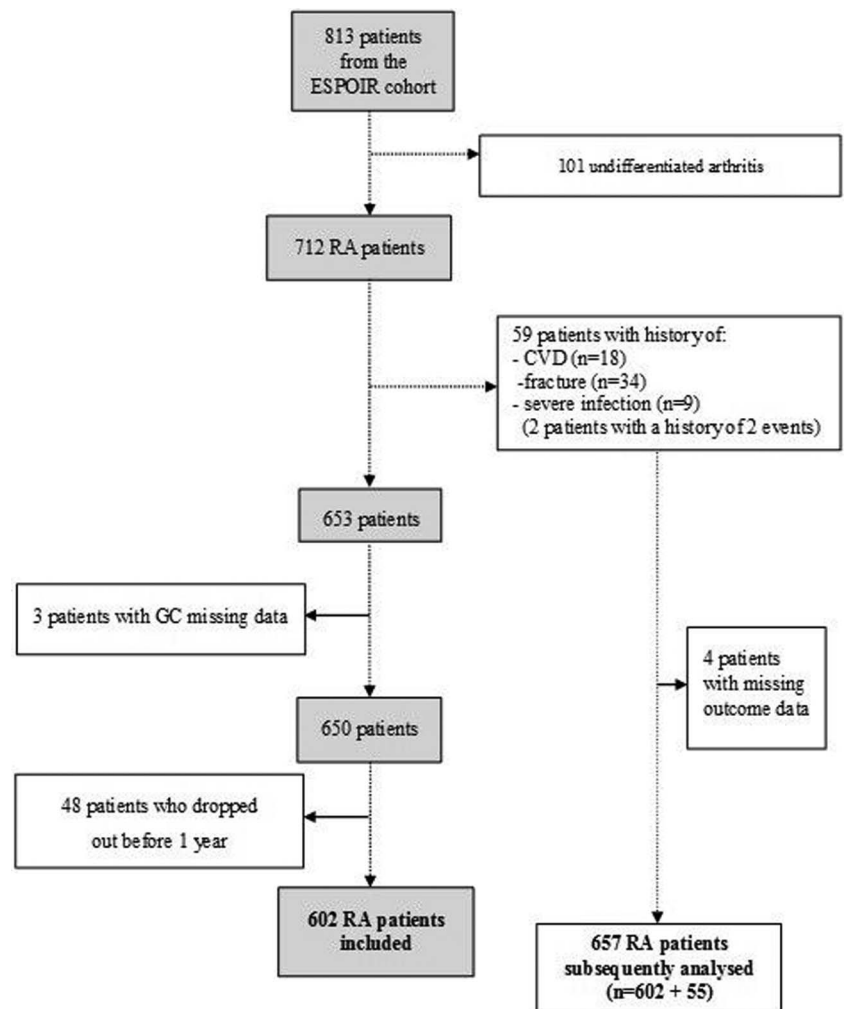 813 patients
from the
ESPOIR cohort
101 undifferentiated arthritis
712 RA patients
59 patients with history of:
- CVD (n=18)
-fracture (n=34)
- severe infection (n=9)
(2 patients with a history of 2 events)
653 patients
3 patients with GC missing data
4 patients
with missing
outcome data
650 patients
48 patients who dropped
out before 1 year
602 RA patients
included
657 RA patients
subsequently analysed
(n=602 + 55)